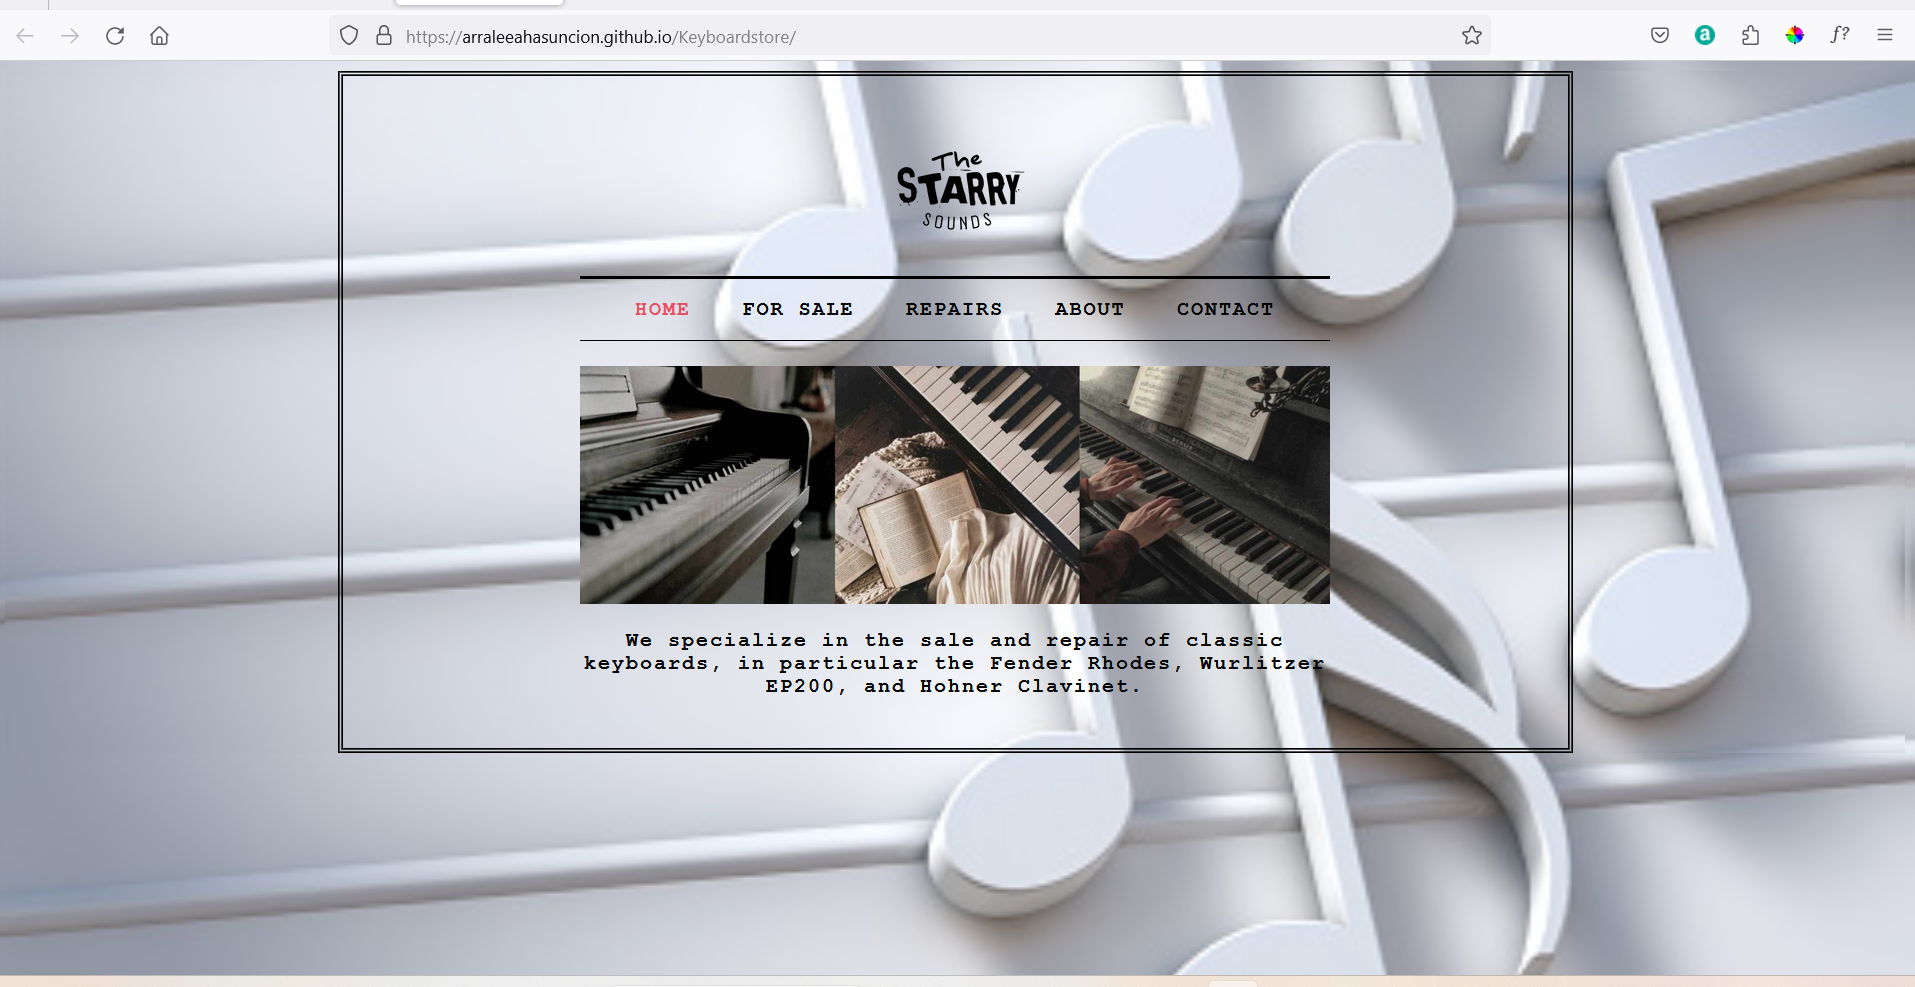 https://arraleeahasuncion.github.io/Keyboardstore/
a
f?
The
STARRY
SOUNDS
HOME FOR SALE REPAIRS ABOUT CONTACT
We specialize in the sale and repair of classic
keyboards, in particular the Fender Rhodes, Wurlitzer
EP200, and Hohner Clavinet.